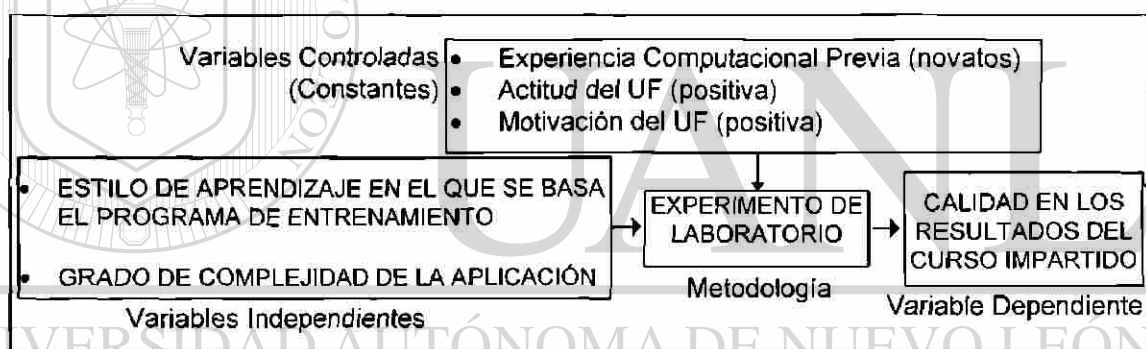 Variables Controladas
(Constantes)
• Experiencia Computacional Previa (novatos)
• Actitud del UF (positiva)
• Motivación del UF (positiva)
• ESTILO DE APRENDIZAJE EN EL QUE SE BASA
EL PROGRAMA DE ENTRENAMIENTO
• GRADO DE COMPLEJIDAD DE LA APLICACIÓN
Variables Independientes
EXPERIMENTO DE
LABORATORIO
Metodología
CALIDAD EN LOS
RESULTADOS DEL
CURSO IMPARTIDO
Variable Dependiente
UANL
UNIVERSIDAD AUTÓNOMA DE NUEVO LEÓN